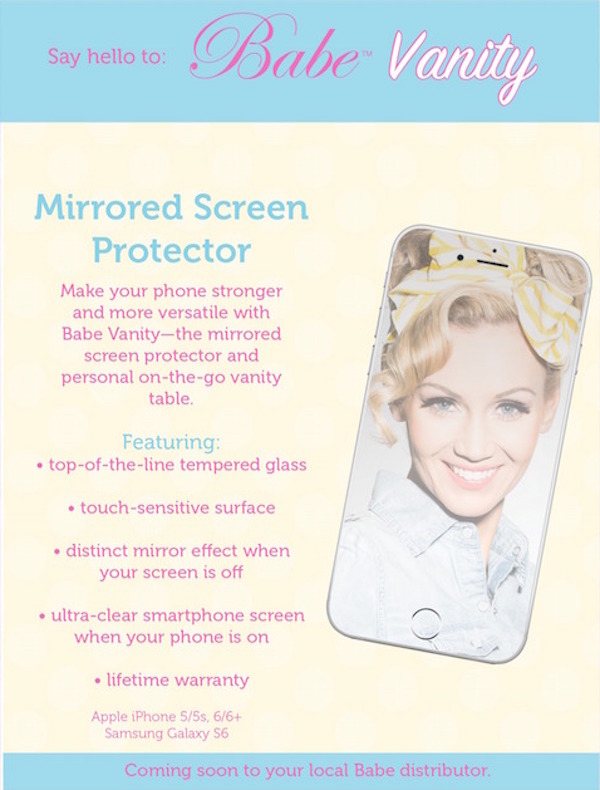 Say hello to: Babe™ Vanity
Mirrored Screen
Protector
Make your phone stronger
and more versatile with
Babe Vanity—the mirrored
screen protector and
personal on-the-go vanity
table.
Featuring:
• top-of-the-line tempered glass
• touch-sensitive surface
• distinct mirror effect when
your screen is off
• ultra-clear smartphone screen
when your phone is on
• lifetime warranty
Apple iPhone 5/5s, 6/6+
Samsung Galaxy S6
Coming soon to your local Babe distributor.